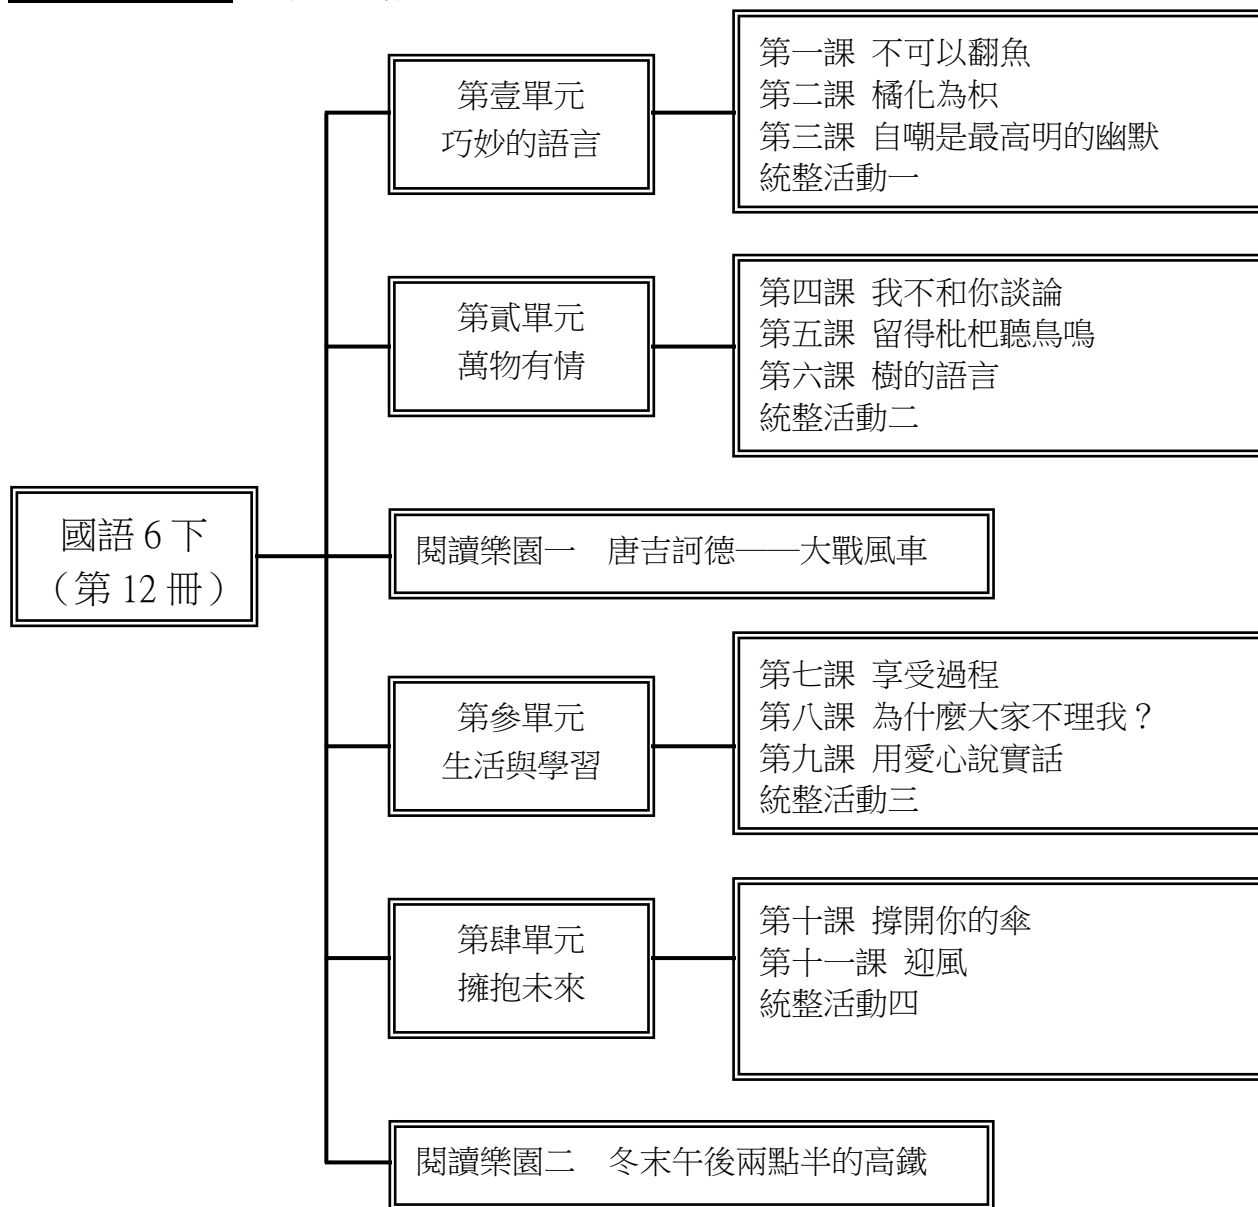 國語 6 下
（第 12 冊）
第壹單元
巧妙的語言
第一課 不可以翻魚
第二課 橘化為枳
第三課 自嘲是最高明的幽默
統整活動一
第貳單元
萬物有情
第四課 我不和你談論
第五課 留得枇杷聽鳥鳴
第六課 樹的語言
統整活動二
閱讀樂園一 唐吉訶德──大戰風車
第參單元
生活與學習
第七課 享受過程
第八課 為什麼大家不理我？
第九課 用愛心說實話
統整活動三
第肆單元
擁抱未來
第十課 撐開你的傘
第十一課 迎風
統整活動四
閱讀樂園二 冬末午後兩點半的高鐵